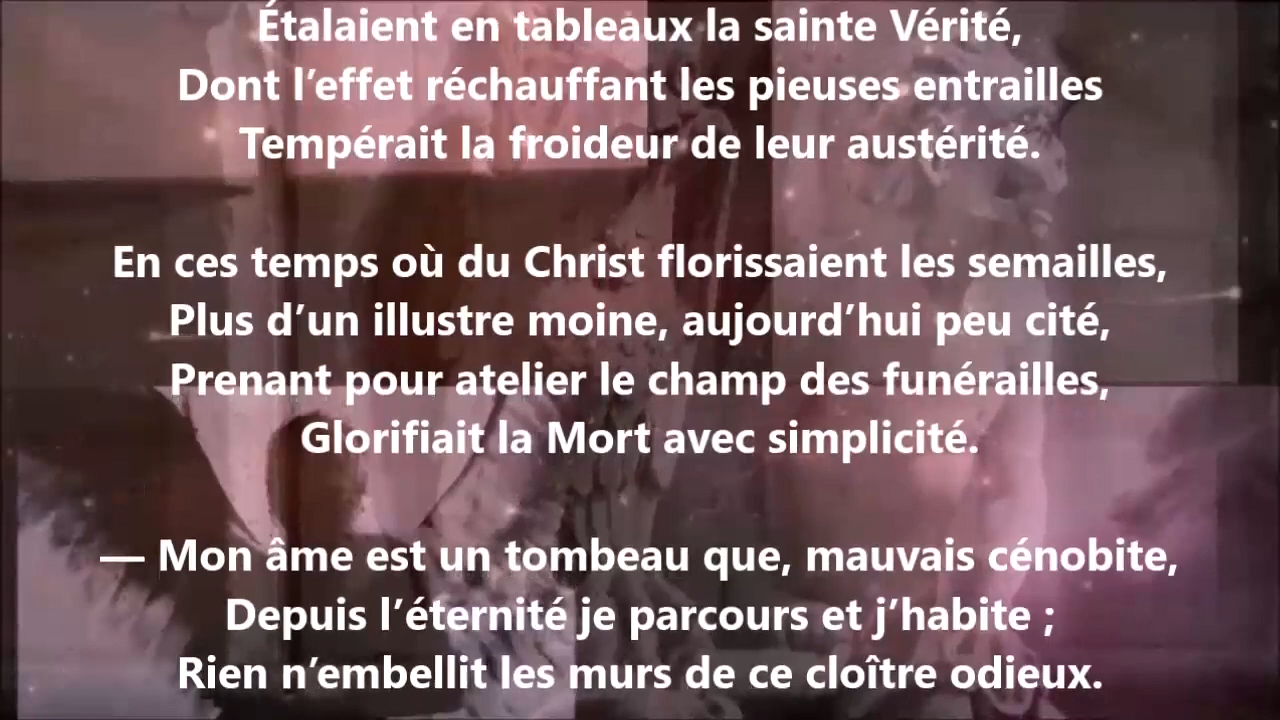 Étalaient en tableaux la sainte Vérité,
Dont l’effet réchauffant les pieuses entrailles
Tempérait la froideur de leur austérité.
En ces temps où du Christ florissaient les semailles,
Plus d’un illustre moine, aujourd’hui peu cité,
Prenant pour atelier le champ des funérailles,
Glorifiait la Mort avec simplicité.
— Mon âme est un tombeau que, mauvais cénobite,
Depuis l’éternité je parcours et j’habite ;
Rien n’embellit les murs de ce cloître odieux.